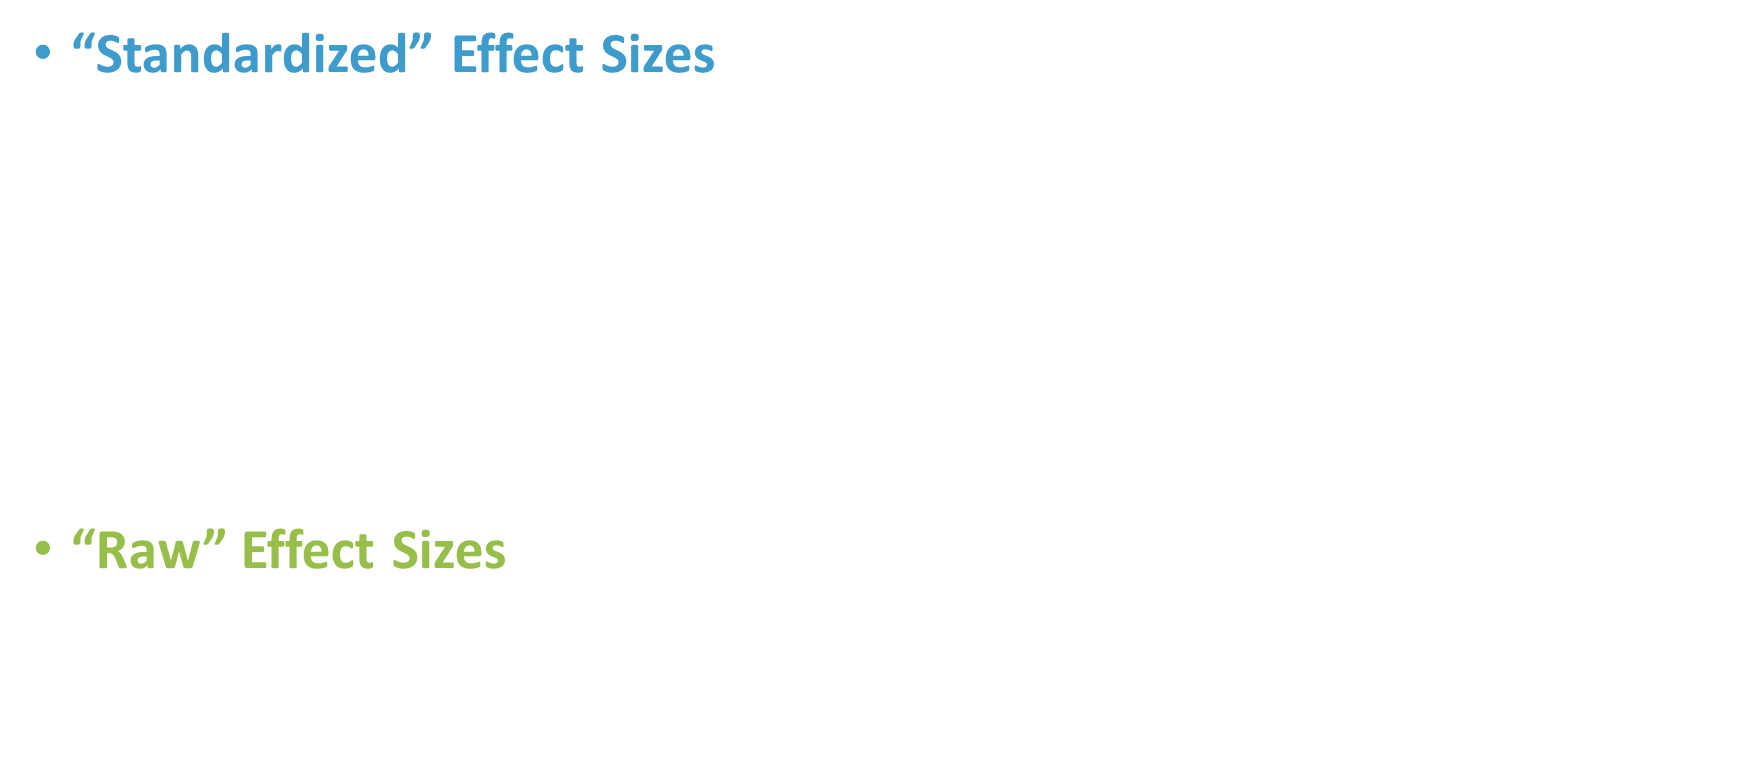 • “Standardized” Effect Sizes
• “Raw” Effect Sizes